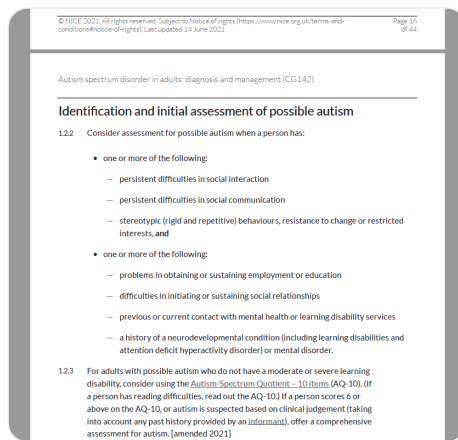 © NICE 2021. All rights reserved. Subject to Notice of rights (https://www.nice.org.uk/terms-and-
Page 16
conditions#notice-of-rights). Last updated 14 June 2021
of 44
Autism spectrum disorder in adults: diagnosis and management (CG142)
Identification and initial assessment of possible autism
1.2.2 Consider assessment for possible autism when a person has:
• one or more of the following:
— persistent difficulties in social interaction
— persistent difficulties in social communication
— stereotypic (rigid and repetitive) behaviours, resistance to change or restricted
interests, and
• one or more of the following:
— problems in obtaining or sustaining employment or education
— difficulties in initiating or sustaining social relationships
— previous or current contact with mental health or learning disability services
— a history of a neurodevelopmental condition (including learning disabilities and
attention deficit hyperactivity disorder) or mental disorder.
1.2.3 For adults with possible autism who do not have a moderate or severe learning
disability, consider using the Autism-Spectrum Quotient – 10 items (AQ-10). (If
a person has reading difficulties, read out the AQ-10.) If a person scores 6 or
above on the AQ-10, or autism is suspected based on clinical judgement (taking
into account any past history provided by an informant), offer a comprehensive
assessment for autism. [amended 2021]